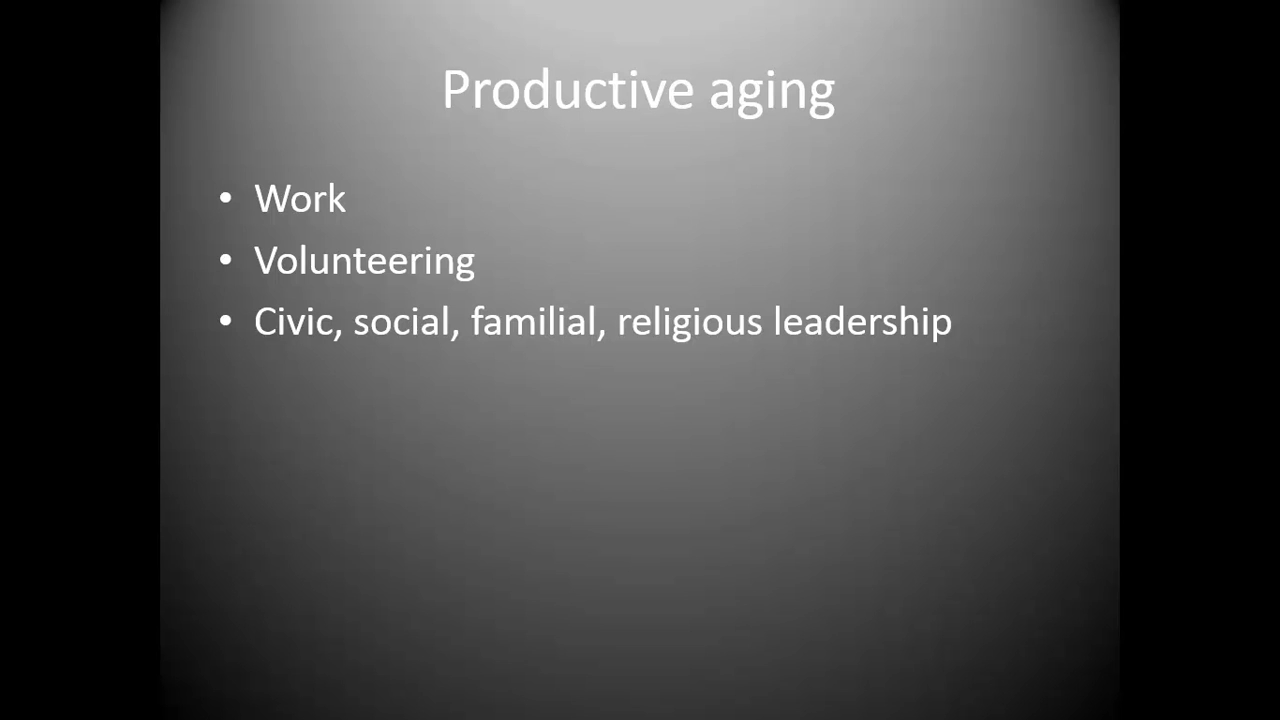 Productive aging
• Work
• Volunteering
• Civic, social, familial, religious leadership